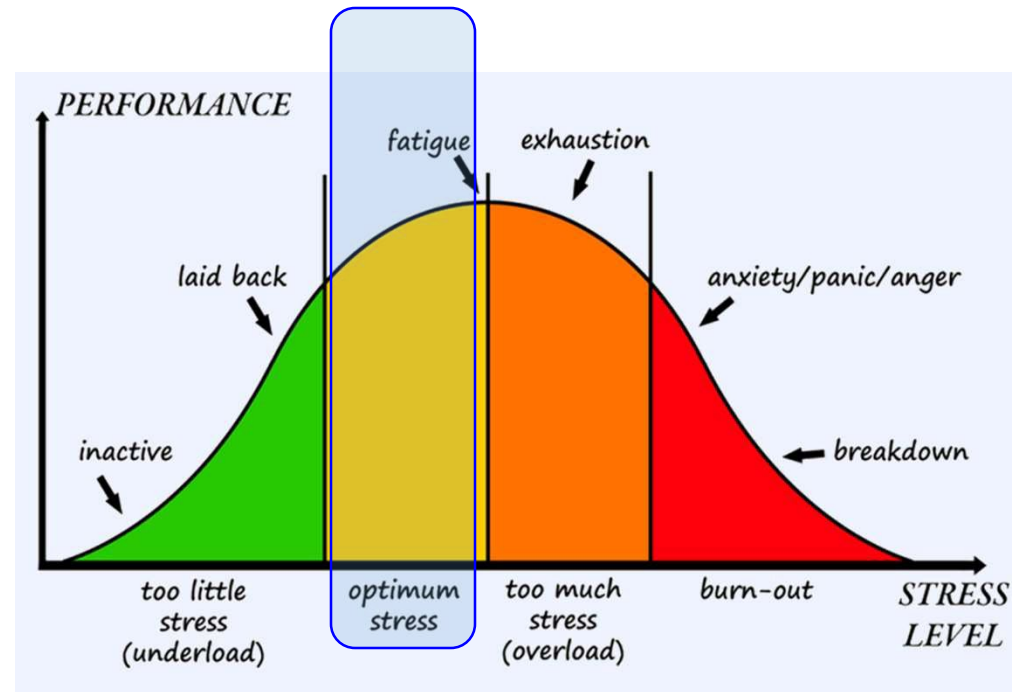 PERFORMANCE
fatigue
exhaustion
laid back
anxiety/panic/anger
inactive
breakdown
too little
stress
(underload)
optimum
stress
too much
stress
(overload)
burn-out
STRESS
LEVEL